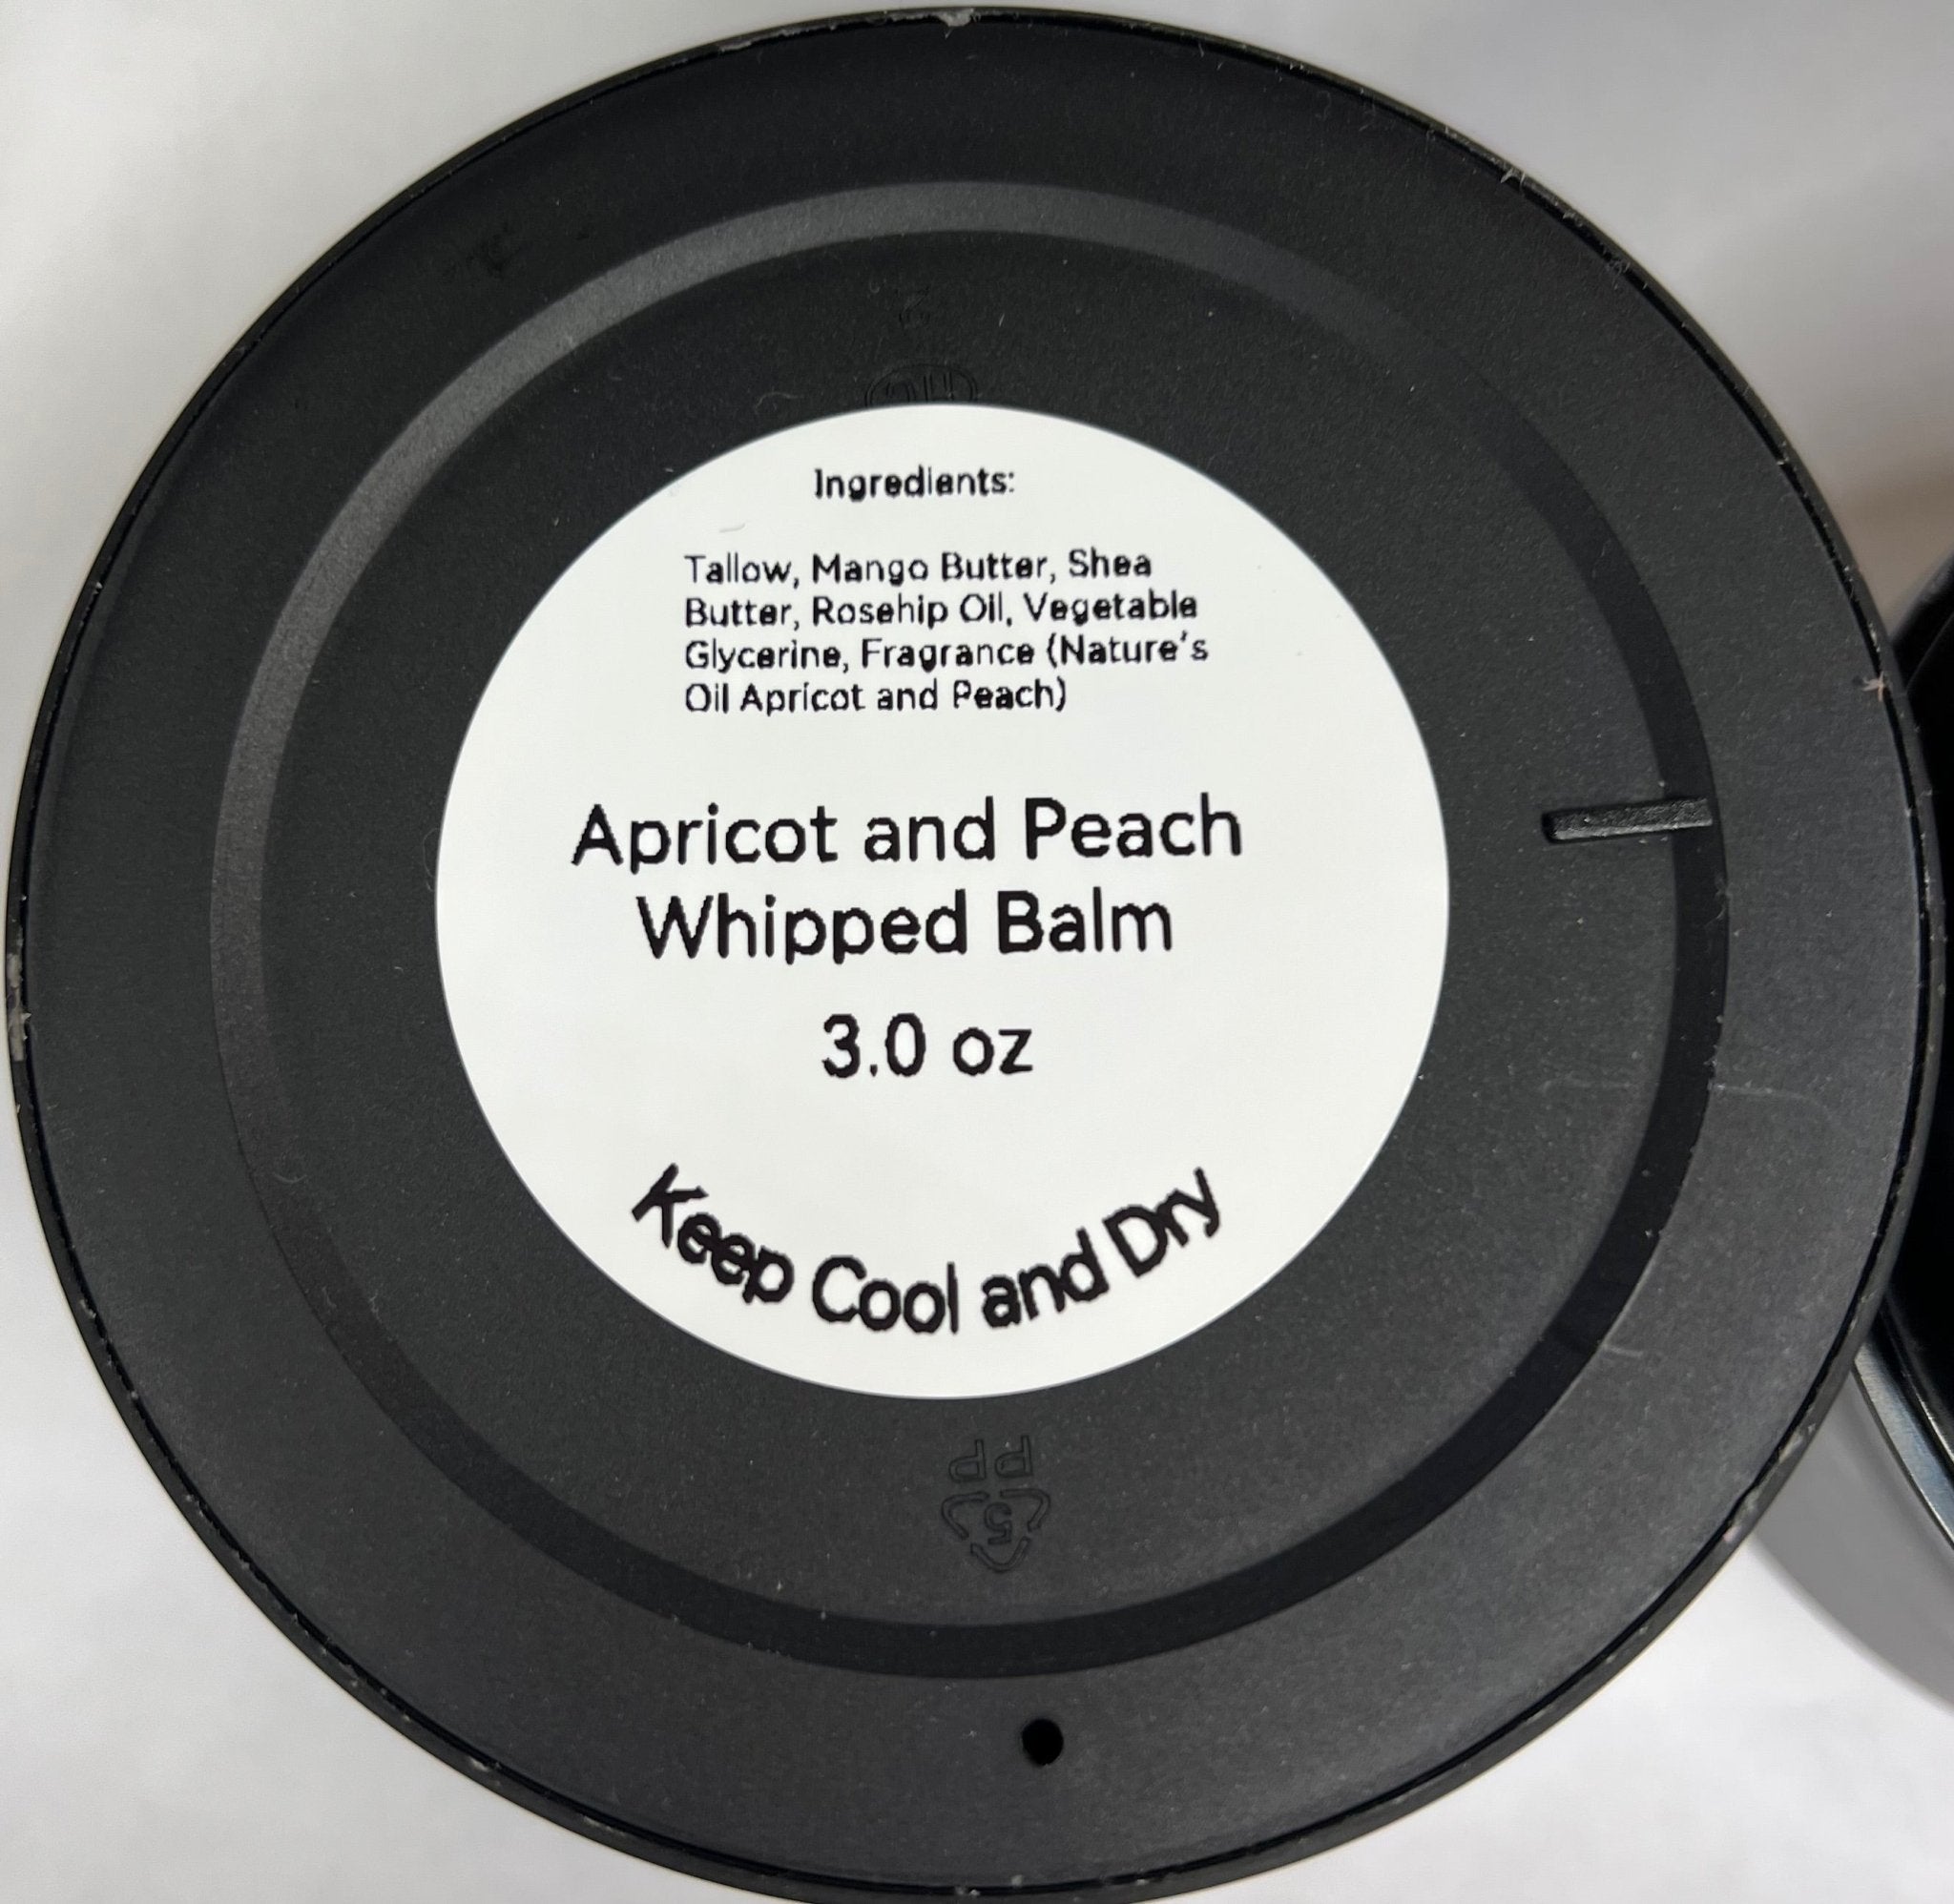 Ingredients:
Tallow, Mango Butter, Shea
Butter, Rosehip Oil, Vegetable
Glycerine, Fragrance (Nature's
Oil Apricot and Peach)
Apricot and Peach
Whipped Balm
3.0 oz
Keep Cool and Dry
PP
5